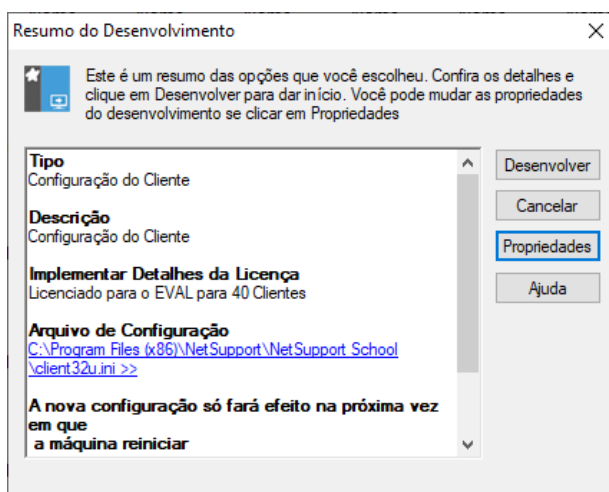 Resumo do Desenvolvimento
Este é um resumo das opções que você escolheu. Confira os detalhes e
clique em Desenvolver para dar início. Você pode mudar as propriedades
do desenvolvimento se clicar em Propriedades
Tipo
Configuração do Cliente
Descrição
Configuração do Cliente
Implementar Detalhes da Licença
Licenciado para o EVAL para 40 Clientes
Arquivo de Configuração
C:\Program Files (x86)\NetSupport\NetSupport School
\client32u.ini >>
A nova configuração só fará efeito na próxima vez
em que
a máquina reiniciar
Desenvolver
Cancelar
Propriedades
Ajuda